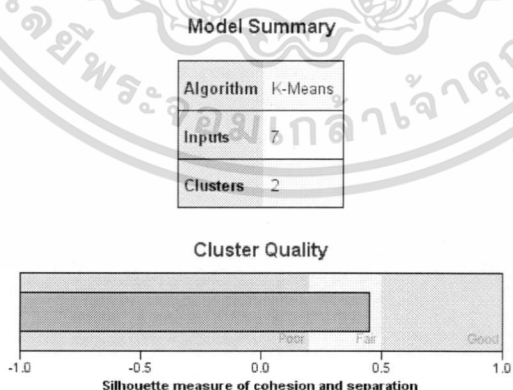 Model Summary
Algorithm K-Means
Inputs 7
Clusters 2
Cluster Quality
Poor Fair Good
-1.0 -0.5 0.0 0.5 1.0
Silhouette measure of cohesion and separation